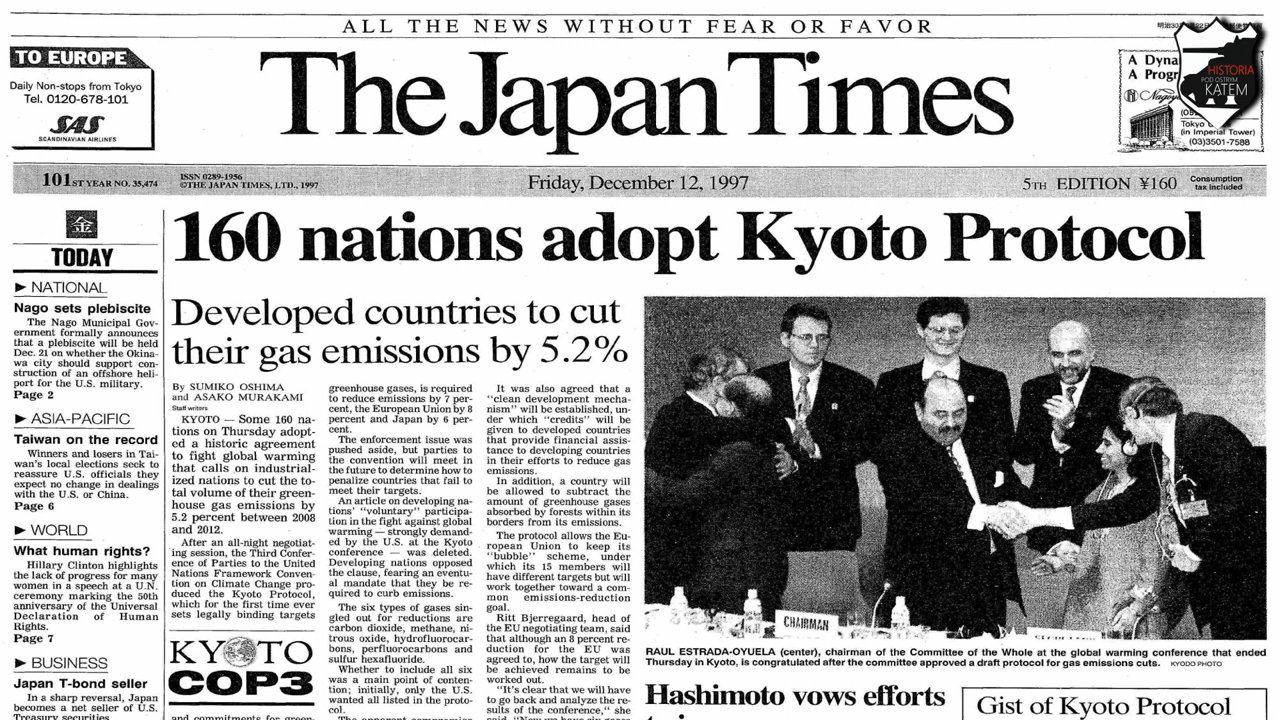 ALL THE NEWS WITHOUT FEAR OR FAVOR
TO EUROPE
Daily Non-stops from Tokyo
Tel. 0120-678-101
SAS
SCANDINAVIAN AIRLINES
The Japan Times
A Dyna
A Progr
HISTORIA
POD OSTRYM
KĄTEM
Tokyo
(in Imperial Tower)
(03)3501-7588
101ST YEAR NO. 35,474
ISSN 0289-1956
©THE JAPAN TIMES, LTD., 1997
Friday, December 12, 1997
5TH EDITION ¥160
Consumption
tax included
160 nations adopt Kyoto Protocol
TODAY
► NATIONAL
Nago sets plebiscite
The Nago Municipal Gov-
ernment formally announces
that a plebiscite will be held
Dec. 21 on whether the Okina-
wa city should support con-
struction of an offshore heli-
port for the U.S. military.
Page 2
► ASIA-PACIFIC
Taiwan on the record
Winners and losers in Tai-
wan's local elections seek to
reassure U.S. officials they
expect no change in dealings
with the U.S. or China.
Page 6
► WORLD
What human rights?
Hillary Clinton highlights
the lack of progress for many
women in a speech at a U.N.
ceremony marking the 50th
anniversary of the Universal
Declaration of Human
Rights.
Page 7
► BUSINESS
Japan T-bond seller
In a sharp reversal, Japan
becomes a net seller of U.S.
Treasury securities
Developed countries to cut
their gas emissions by 5.2%
By SUMIKO OSHIMA
and ASAKO MURAKAMI
Staff writers
KYOTO — Some 160 na-
tions on Thursday adopt-
ed a historic agreement
to fight global warming
that calls on industrial-
ized nations to cut the to-
tal volume of their green-
house gas emissions by
5.2 percent between 2008
and 2012.
After an all-night negotiat-
ing session, the Third Confer-
ence of Parties to the United
Nations Framework Conven-
tion on Climate Change pro-
duced the Kyoto Protocol,
which for the first time ever
sets legally binding targets
KYOTO
COP3
and commitments for green-
greenhouse gases, is required
to reduce emissions by 7 per-
cent, the European Union by 8
percent and Japan by 6 per-
cent.
The enforcement issue was
pushed aside, but parties to
the convention will meet in
the future to determine how to
penalize countries that fail to
meet their targets.
An article on developing na-
tions' "voluntary" participa-
tion in the fight against global
warming — strongly demand-
ed by the U.S. at the Kyoto
conference — was deleted.
Developing nations opposed
the clause, fearing an eventu-
al mandate that they be re-
quired to curb emissions.
The six types of gases sin-
gled out for reductions are
carbon dioxide, methane, ni-
trous oxide, hydrofluorocar-
bons, perfluorocarbons and
sulfur hexafluoride.
Whether to include all six
was a main point of conten-
tion; initially, only the U.S.
wanted all listed in the proto-
col.
The apparent compromise
It was also agreed that a
"clean development mecha-
nism" will be established, un-
der which "credits" will be
given to developed countries
that provide financial assis-
tance to developing countries
in their efforts to reduce gas
emissions.
In addition, a country will
be allowed to subtract the
amount of greenhouse gases
absorbed by forests within its
borders from its emissions.
The protocol allows the Eu-
ropean Union to keep its
"bubble" scheme, under
which its 15 members will
have different targets but will
work together toward a com-
mon emissions-reduction
goal.
Ritt Bjerregaard, head of
the EU negotiating team, said
that although an 8 percent re-
duction for the EU was
agreed to, how the target will
be achieved remains to be
worked out.
"It's clear that we will have
to go back and analyze the re-
sults of the conference," she
said. "Now we have six gases
CHAIRMAN
RAUL ESTRADA-OYUELA (center), chairman of the Committee of the Whole at the global warming conference that ended
Thursday in Kyoto, is congratulated after the committee approved a draft protocol for gas emissions cuts. KYODO PHOTO
Hashimoto vows efforts
Gist of Kyoto Protocol